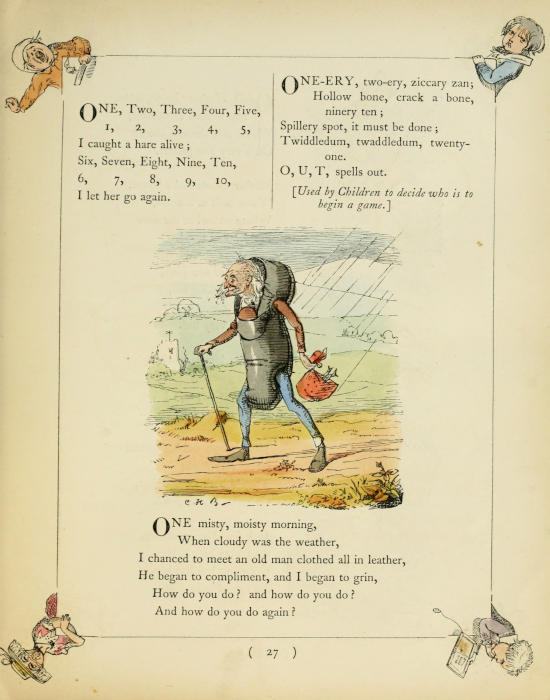 ONE, Two, Three, Four, Five,
1, 2, 3, 4, 5,
I caught a hare alive;
Six, Seven, Eight, Nine, Ten,
6, 7, 8, 9, 10,
I let her go again.
ONE-ERY, two-ery, ziccary zan;
Hollow bone, crack a bone,
ninery ten;
Spillery spot, it must be done;
Twiddledum, twaddledum, twenty-
one.
O, U, T, spells out.
[Used by Children to decide who is to
begin a game.]
C H B
ONE misty, moisty morning,
When cloudy was the weather,
I chanced to meet an old man clothed all in leather,
He began to compliment, and I began to grin,
How do you do? and how do you do?
And how do you do again?
( 27 )